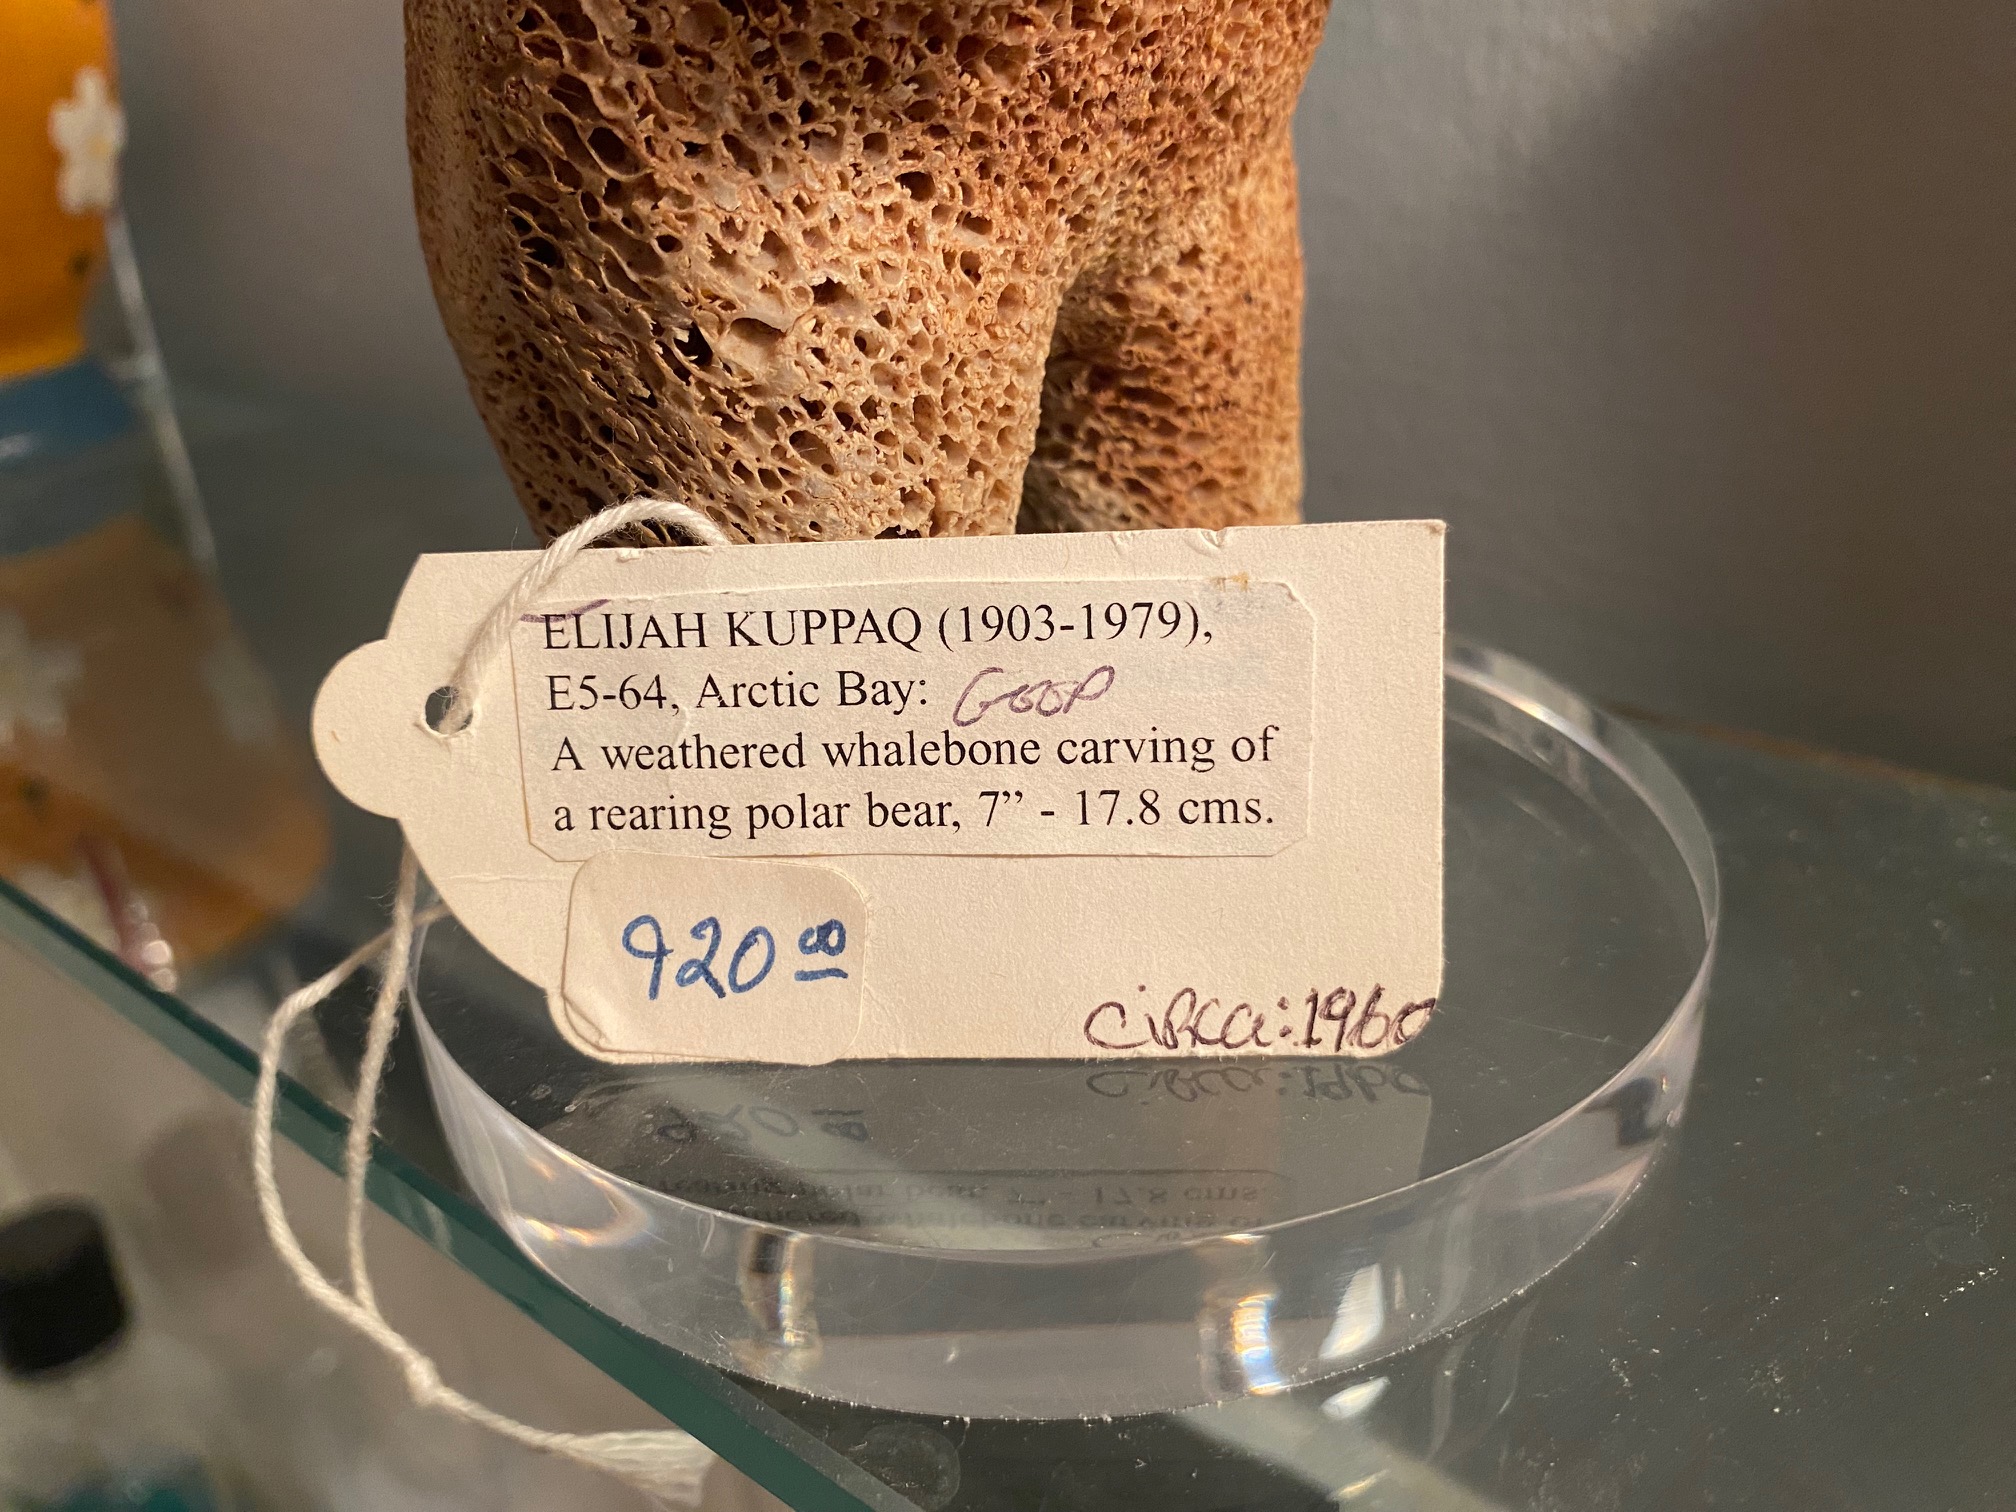 ELIJAH KUPPAQ (1903-1979),
E5-64, Arctic Bay: GOOP
A weathered whalebone carving of
a rearing polar bear, 7” - 17.8 cms.
920 00
Circa: 1960